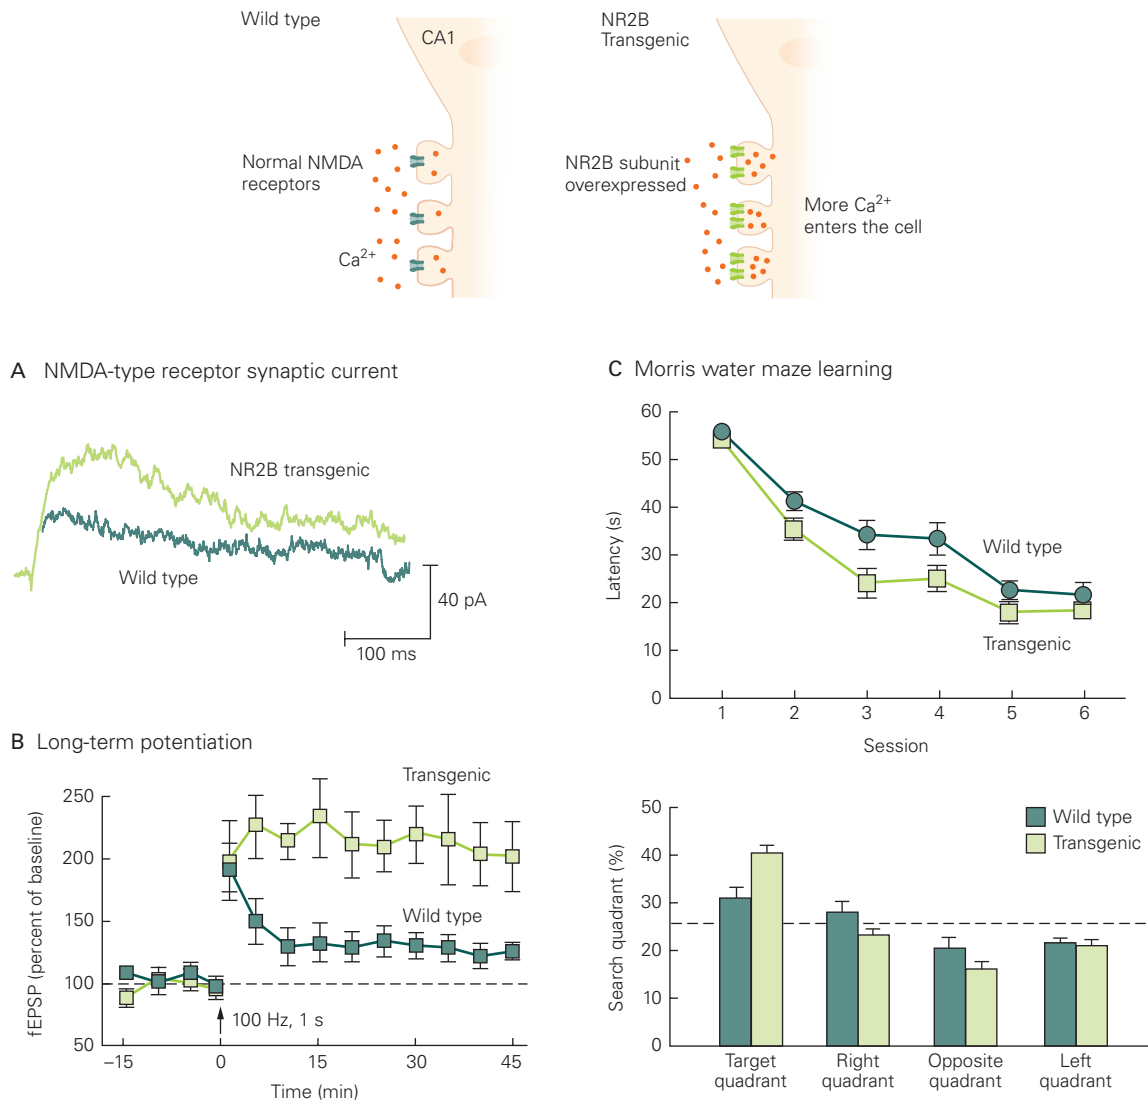 Wild type
CA1
NR2B
Transgenic
Normal NMDA
receptors
Ca2+
NR2B subunit
overexpressed
More Ca2+
enters the cell
A NMDA-type receptor synaptic current
NR2B transgenic
Wild type
40 pA
100 ms
B Long-term potentiation
fEPSP (percent of baseline)
250
200
150
100
50
Transgenic
Wild type
100 Hz, 1 s
–15
0
15
30
45
Time (min)
C Morris water maze learning
Latency (s)
60
50
40
30
20
10
0
Wild type
Transgenic
1
2
3
4
5
6
Session
Search quadrant (%)
50
40
30
20
10
0
Wild type
Transgenic
Target
quadrant
Right
quadrant
Opposite
quadrant
Left
quadrant